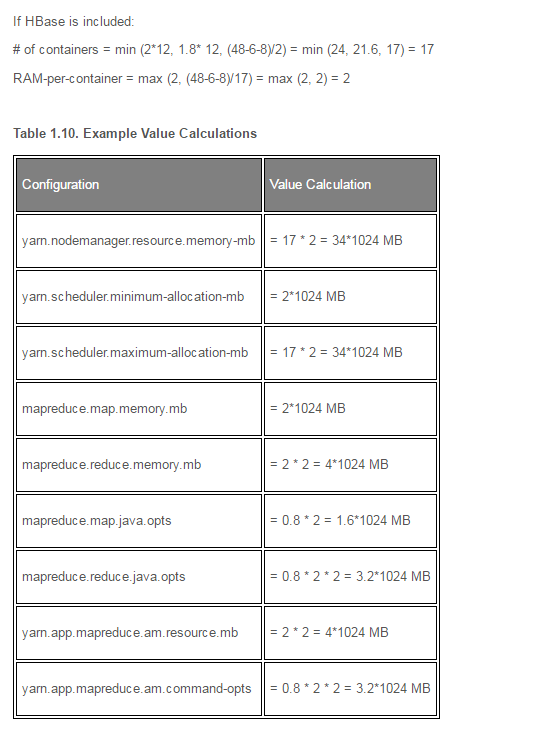 If HBase is included:
# of containers = min (2*12, 1.8* 12, (48-6-8)/2) = min (24, 21.6, 17) = 17
RAM-per-container = max (2, (48-6-8)/17) = max (2, 2) = 2
Table 1.10. Example Value Calculations
Configuration Value Calculation
yarn.nodemanager.resource.memory-mb = 17 * 2 = 34*1024 MB
yarn.scheduler.minimum-allocation-mb = 2*1024 MB
yarn.scheduler.maximum-allocation-mb = 17 * 2 = 34*1024 MB
mapreduce.map.memory.mb = 2*1024 MB
mapreduce.reduce.memory.mb = 2 * 2 = 4*1024 MB
mapreduce.map.java.opts = 0.8 * 2 = 1.6*1024 MB
mapreduce.reduce.java.opts = 0.8 * 2 * 2 = 3.2*1024 MB
yarn.app.mapreduce.am.resource.mb = 2 * 2 = 4*1024 MB
yarn.app.mapreduce.am.command-opts = 0.8 * 2 * 2 = 3.2*1024 MB